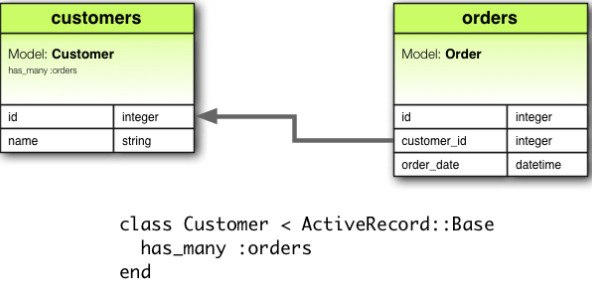 customers
Model: Customer
has_many :orders
id integer
name string
orders
Model: Order
id integer
customer_id integer
order_date datetime
class Customer < ActiveRecord::Base
  has_many :orders
end